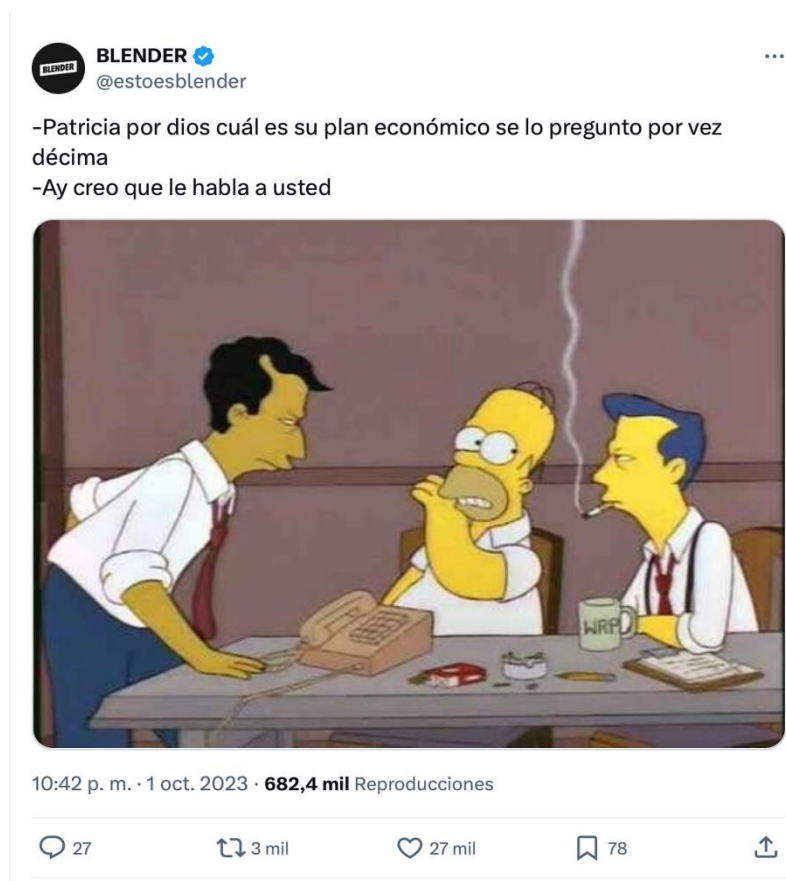 BLENDER
BLENDER
@estoesblender
-Patricia por dios cuál es su plan económico se lo pregunto por vez
décima
-Ay creo que le habla a usted
WRP
10:42 p. m. · 1 oct. 2023 · 682,4 mil Reproducciones
27
3 mil
27 mil
78